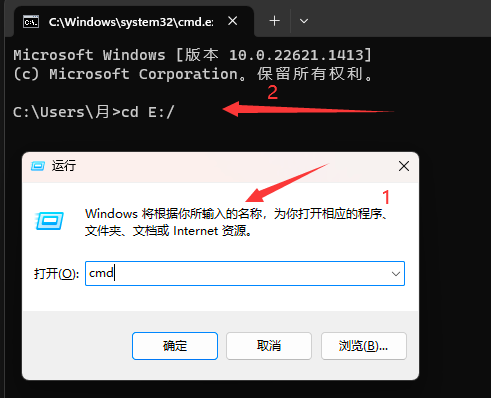 C:\Windows\system32\cmd.e
Microsoft Windows [版本 10.0.22621.1413]
(c) Microsoft Corporation。保留所有权利。
2
C:\Users\月>cd E:/
运行
1
Windows 将根据你所输入的名称，为你打开相应的程序、
文件夹、文档或 Internet 资源。
打开(O): cmd
确定 取消 浏览(B)...